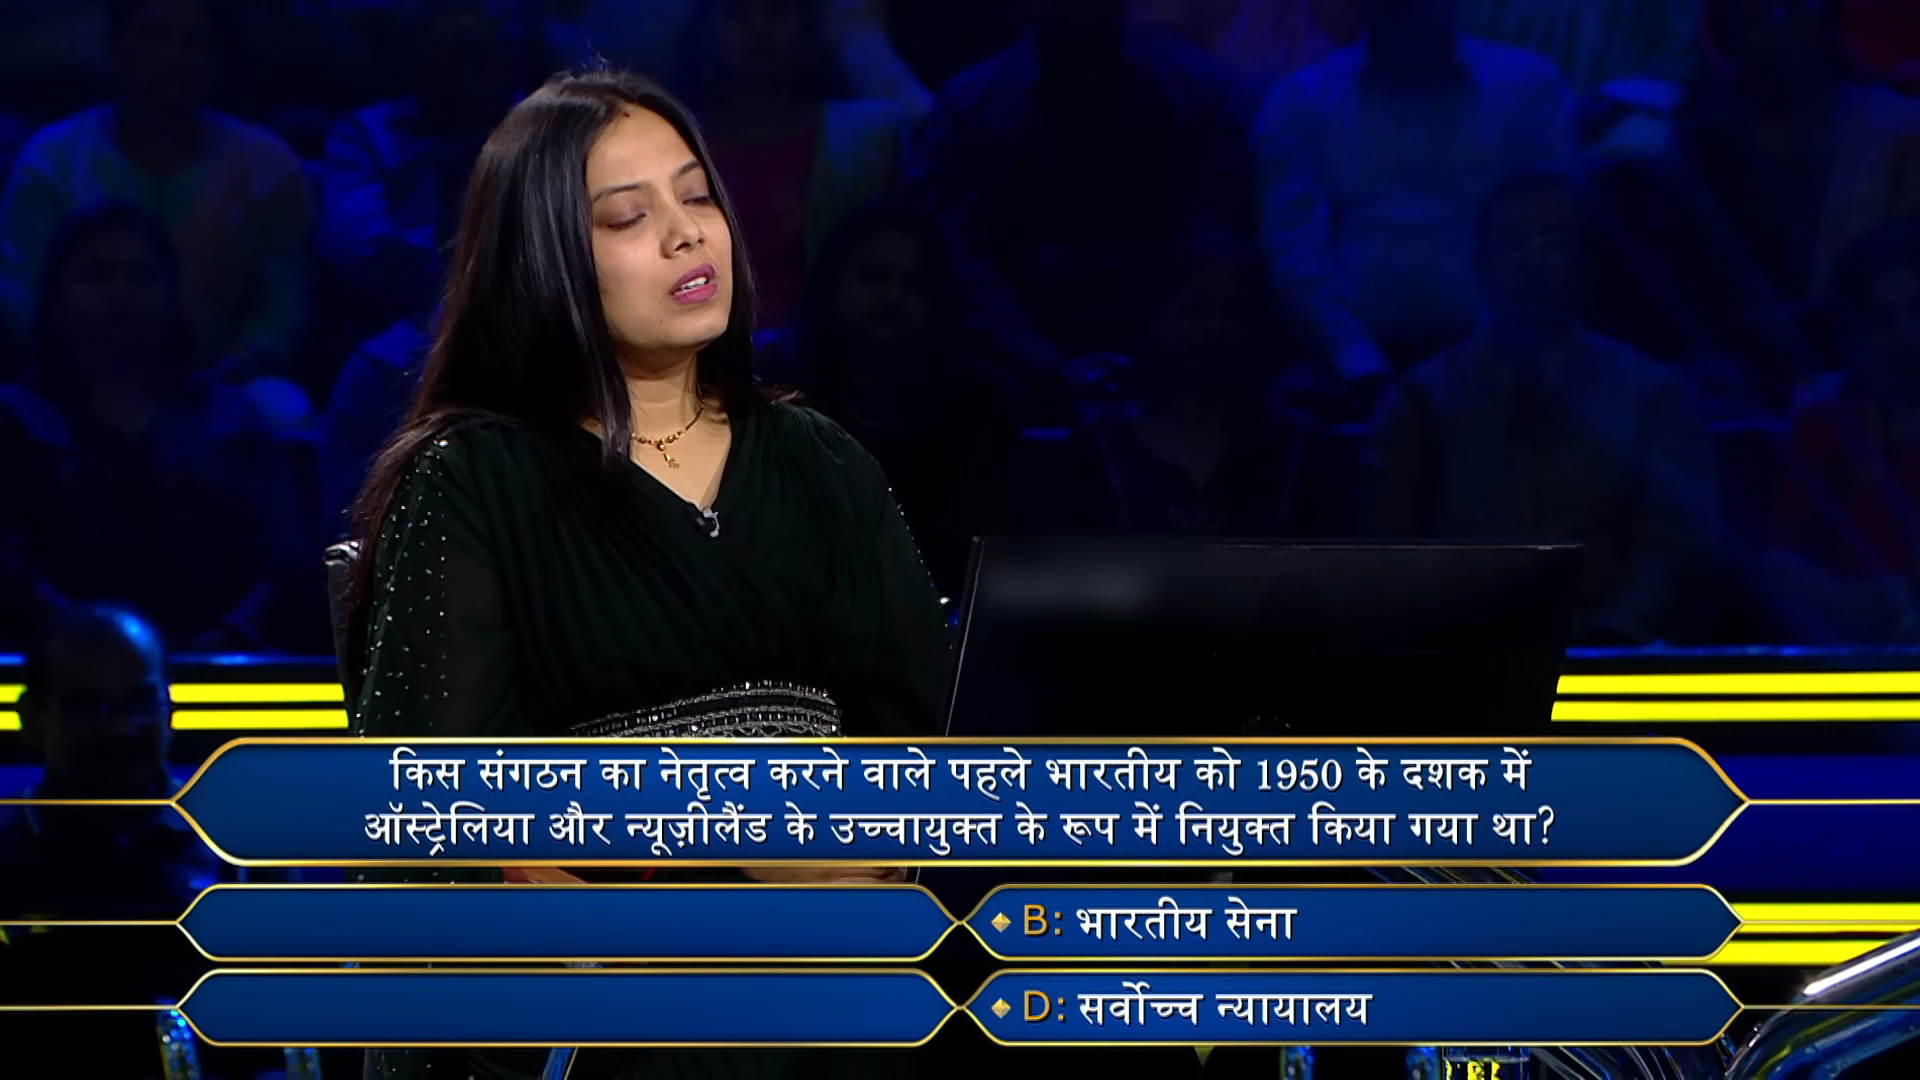 किस संगठन का नेतृत्व करने वाले पहले भारतीय को 1950 के दशक में
ऑस्ट्रेलिया और न्यूज़ीलैंड के उच्चायुक्त के रूप में नियुक्त किया गया था?
B: भारतीय सेना
D: सर्वोच्च न्यायालय